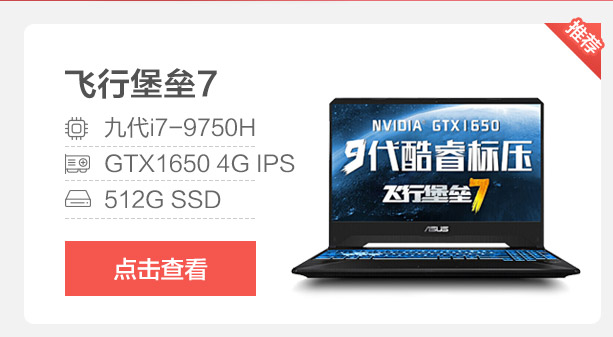 推荐
飞行堡垒7
九代i7-9750H
GTX1650 4G IPS
512G SSD
点击查看
NVIDIA GTX1650
9代酷睿标压
飞行堡垒7
ASUS